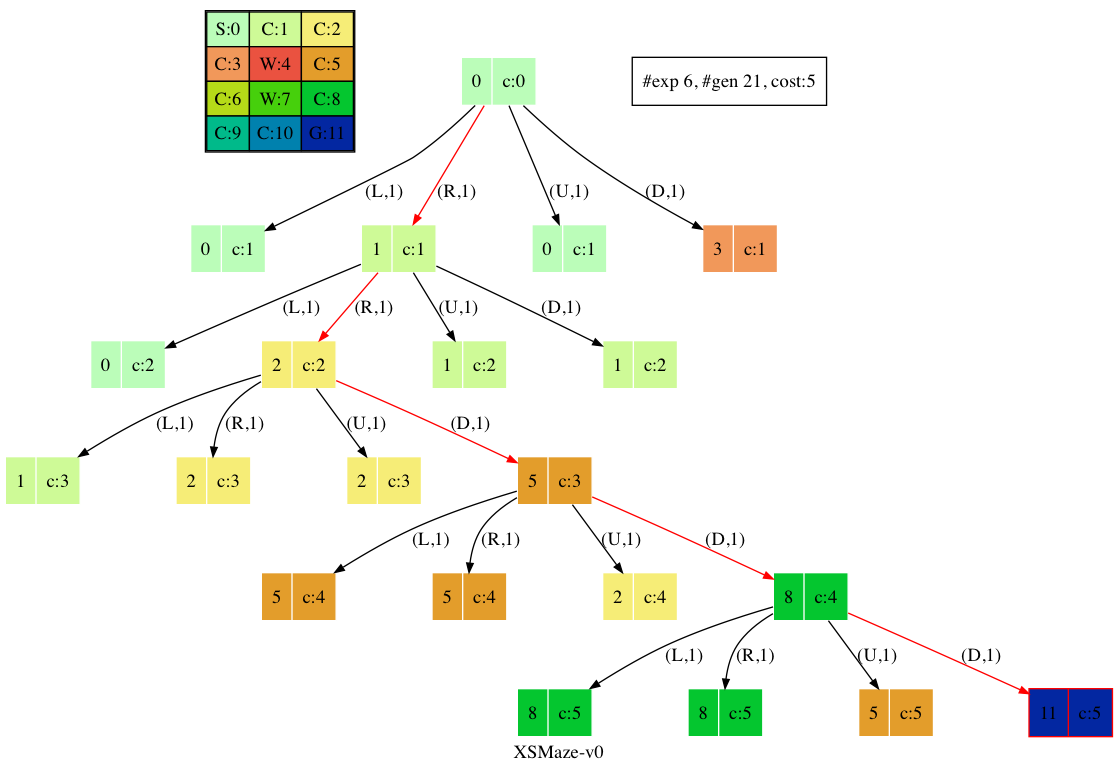 S:0 C:1 C:2
C:3 W:4 C:5
C:6 W:7 C:8
C:9 C:10 G:11
#exp 6, #gen 21, cost:5
0 c:0
(L,1) (R,1) (U,1) (D,1)
0 c:1 1 c:1 0 c:1 3 c:1
(L,1) (R,1) (U,1) (D,1)
0 c:2 2 c:2 1 c:2 1 c:2
(L,1) (R,1) (U,1) (D,1)
1 c:3 2 c:3 2 c:3 5 c:3
(L,1) (R,1) (U,1) (D,1)
5 c:4 5 c:4 2 c:4 8 c:4
(L,1) (R,1) (U,1) (D,1)
8 c:5 8 c:5 5 c:5 11 c:5
XSMaze-v0